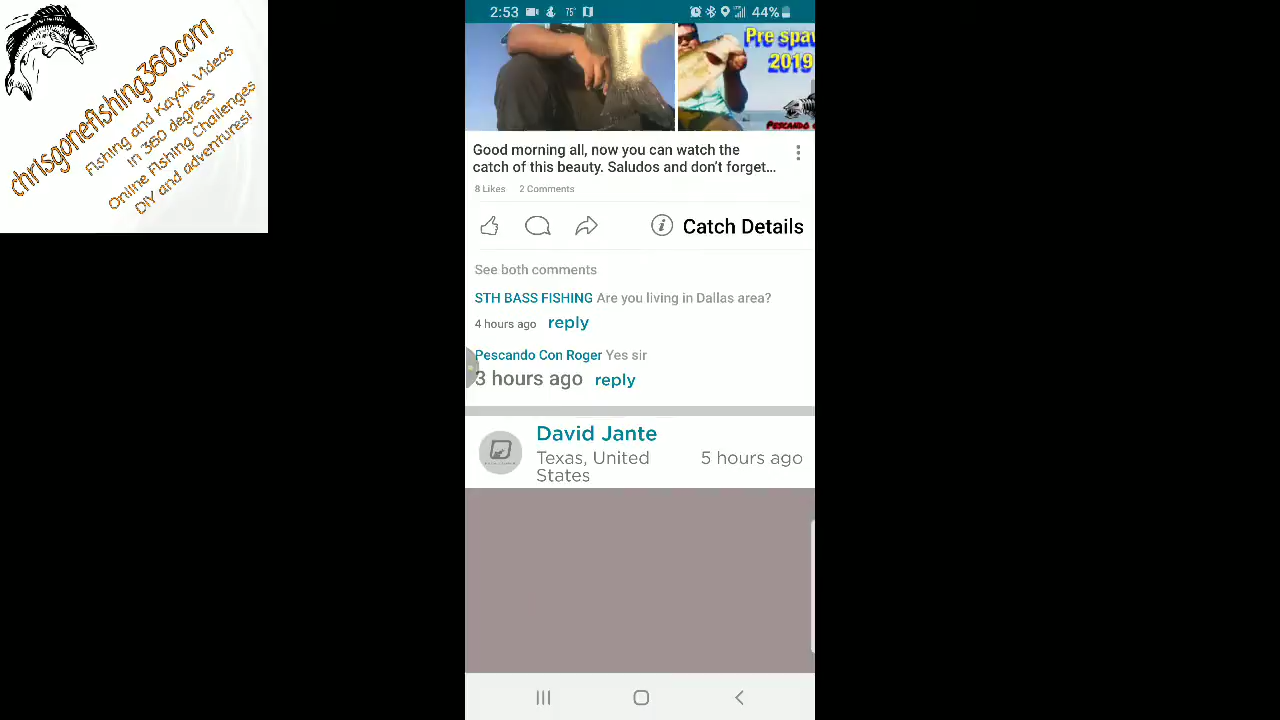 chrisgonefishing360.com
Fishing and Kayak Videos
in 360 degrees
Online Fishing Challenges
DIY and adventures!
2:53 75° 44%
Pre spaw
2019
Good morning all, now you can watch the
catch of this beauty. Saludos and don't forget...
8 Likes 2 Comments
Catch Details
See both comments
STH BASS FISHING Are you living in Dallas area?
4 hours ago reply
Pescando Con Roger Yes sir
3 hours ago reply
David Jante
Texas, United
States
5 hours ago